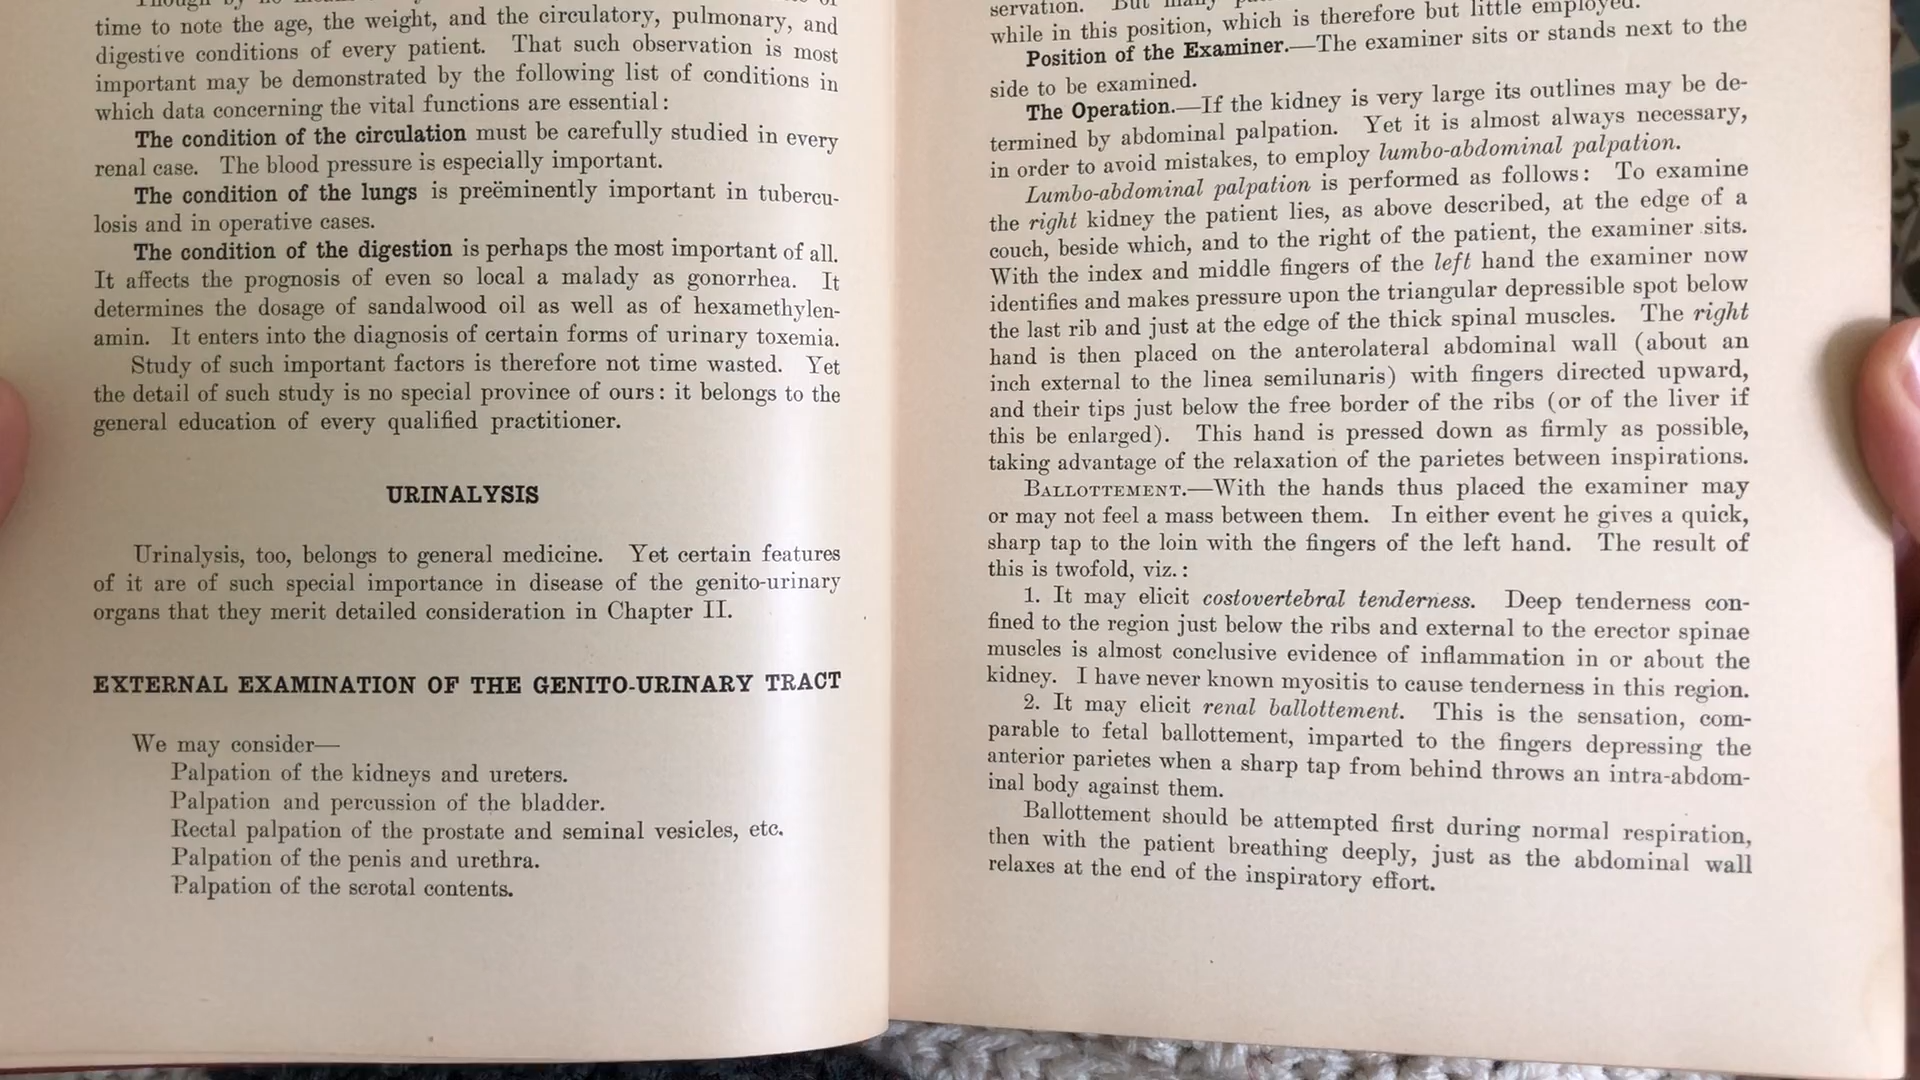 Though by no
time to note the age, the weight, and the circulatory, pulmonary, and
digestive conditions of every patient. That such observation is most
important may be demonstrated by the following list of conditions in
which data concerning the vital functions are essential:
The condition of the circulation must be carefully studied in every
renal case. The blood pressure is especially important.
The condition of the lungs is preëminently important in tubercu-
losis and in operative cases.
The condition of the digestion is perhaps the most important of all.
It affects the prognosis of even so local a malady as gonorrhea. It
determines the dosage of sandalwood oil as well as of hexamethylen-
amin. It enters into the diagnosis of certain forms of urinary toxemia.
Study of such important factors is therefore not time wasted. Yet
the detail of such study is no special province of ours: it belongs to the
general education of every qualified practitioner.
URINALYSIS
Urinalysis, too, belongs to general medicine. Yet certain features
of it are of such special importance in disease of the genito-urinary
organs that they merit detailed consideration in Chapter II.
EXTERNAL EXAMINATION OF THE GENITO-URINARY TRACT
We may consider—
Palpation of the kidneys and ureters.
Palpation and percussion of the bladder.
Rectal palpation of the prostate and seminal vesicles, etc.
Palpation of the penis and urethra.
Palpation of the scrotal contents.
servation. But many
while in this position, which is therefore but little employed.
Position of the Examiner.—The examiner sits or stands next to the
side to be examined.
The Operation.—If the kidney is very large its outlines may be de-
termined by abdominal palpation. Yet it is almost always necessary,
in order to avoid mistakes, to employ lumbo-abdominal palpation.
Lumbo-abdominal palpation is performed as follows: To examine
the right kidney the patient lies, as above described, at the edge of a
couch, beside which, and to the right of the patient, the examiner sits.
With the index and middle fingers of the left hand the examiner now
identifies and makes pressure upon the triangular depressible spot below
the last rib and just at the edge of the thick spinal muscles. The right
hand is then placed on the anterolateral abdominal wall (about an
inch external to the linea semilunaris) with fingers directed upward,
and their tips just below the free border of the ribs (or of the liver if
this be enlarged). This hand is pressed down as firmly as possible,
taking advantage of the relaxation of the parietes between inspirations.
BALLOTTEMENT.—With the hands thus placed the examiner may
or may not feel a mass between them. In either event he gives a quick,
sharp tap to the loin with the fingers of the left hand. The result of
this is twofold, viz.:
1. It may elicit costovertebral tenderness. Deep tenderness con-
fined to the region just below the ribs and external to the erector spinae
muscles is almost conclusive evidence of inflammation in or about the
kidney. I have never known myositis to cause tenderness in this region.
2. It may elicit renal ballottement. This is the sensation, com-
parable to fetal ballottement, imparted to the fingers depressing the
anterior parietes when a sharp tap from behind throws an intra-abdom-
inal body against them.
Ballottement should be attempted first during normal respiration,
then with the patient breathing deeply, just as the abdominal wall
relaxes at the end of the inspiratory effort.